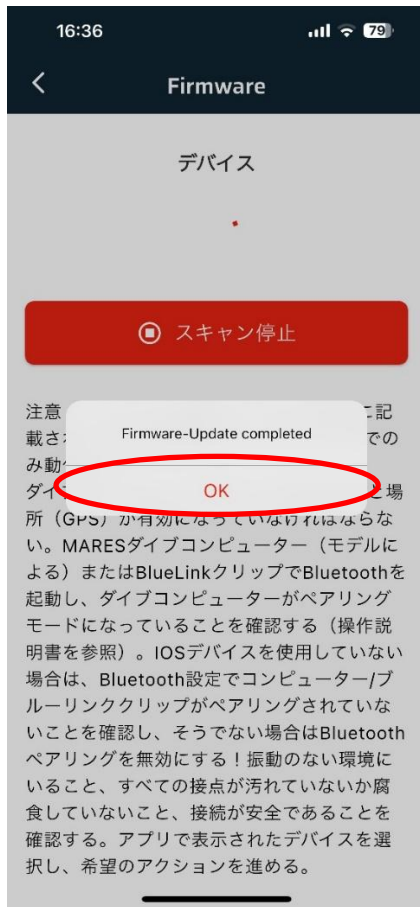 16:36
79
Firmware
デバイス
スキャン停止
注意
に記
載さ
での
み動
Firmware-Update completed
ダイ
と場
OK
所（GPS）が有効になっていなければならな
い。MARESダイブコンピューター（モデルに
よる）またはBlueLinkクリップでBluetoothを
起動し、ダイブコンピューターがペアリング
モードになっていることを確認する（操作説
明書を参照）。IOSデバイスを使用していない
場合は、Bluetooth設定でコンピューター/ブ
ルーリンククリップがペアリングされていな
いことを確認し、そうでない場合はBluetooth
ペアリングを無効にする！振動のない環境に
いること、すべての接点が汚れていないか腐
食していないこと、接続が安全であることを
確認する。アプリで表示されたデバイスを選
択し、希望のアクションを進める。